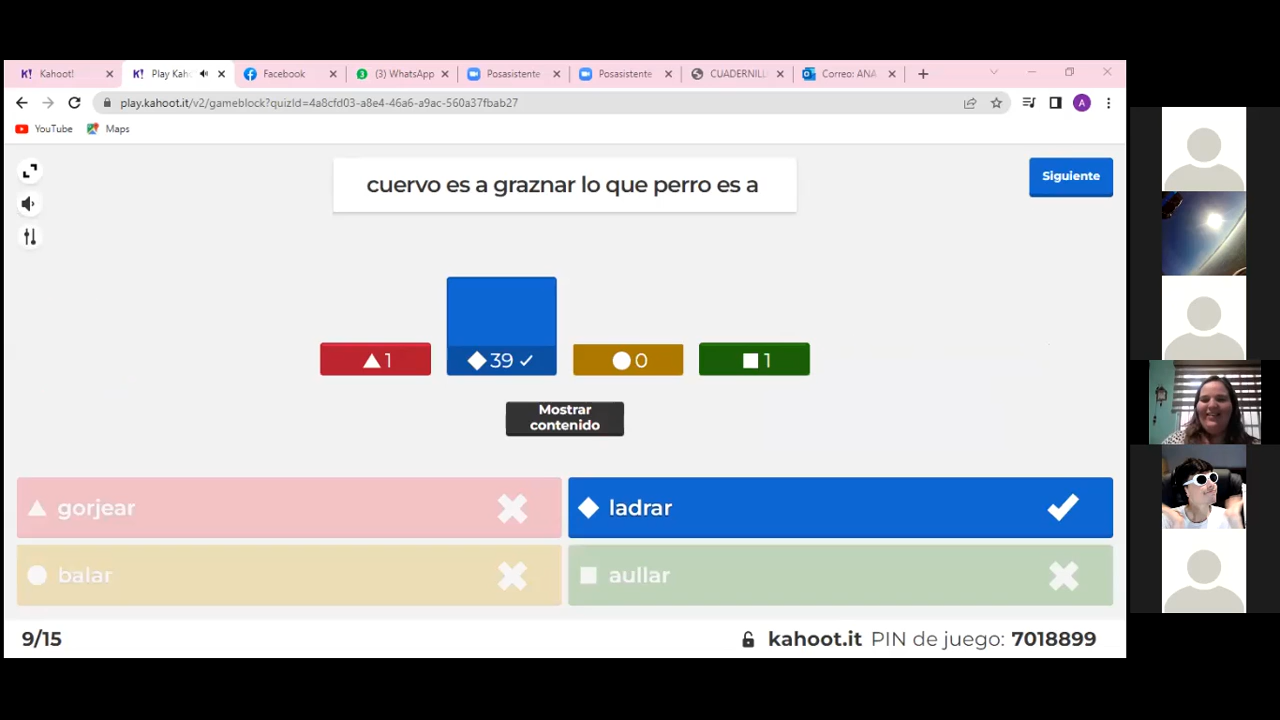 Kahoot!
Play Kah
Facebook
(3) WhatsApp
Posasistente
Posasistente
CUADERNILL
Correo: ANA
play.kahoot.it/v2/gameblock?quizId=4a8cfd03-a8e4-46a6-a9ac-560a37fbab27
A
YouTube
Maps
cuervo es a graznar lo que perro es a
Siguiente
1
39
0
1
Mostrar
contenido
gorjear
ladrar
balar
aullar
9/15
kahoot.it PIN de juego: 7018899